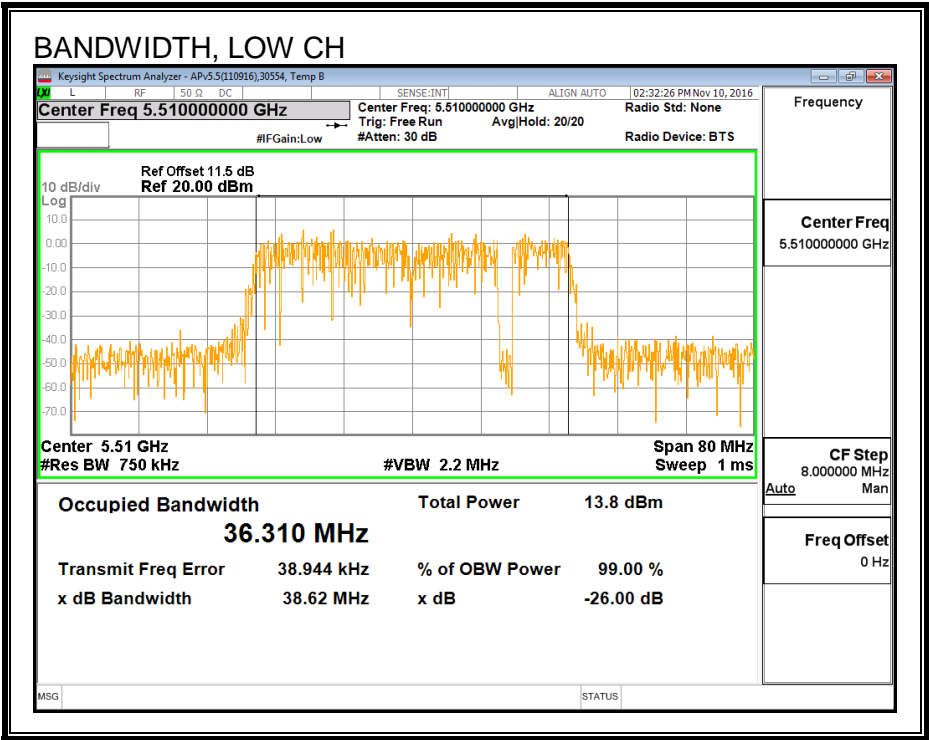 BANDWIDTH, LOW CH
Keysight Spectrum Analyzer - APv5.5(110916),30554, Temp B
LXI L RF 50 Ω DC SENSE:INT ALIGN AUTO 02:32:26 PM Nov 10, 2016
Center Freq 5.510000000 GHz
Center Freq: 5.510000000 GHz
Radio Std: None
Trig: Free Run Avg|Hold: 20/20
#IFGain:Low
#Atten: 30 dB
Radio Device: BTS
Ref Offset 11.5 dB
10 dB/div Ref 20.00 dBm
Log
10.0
0.00
-10.0
-20.0
-30.0
-40.0
-50.0
-60.0
-70.0
Center 5.51 GHz Span 80 MHz
#Res BW 750 kHz #VBW 2.2 MHz Sweep 1 ms
Occupied Bandwidth Total Power 13.8 dBm
36.310 MHz
Transmit Freq Error 38.944 kHz % of OBW Power 99.00 %
x dB Bandwidth 38.62 MHz x dB -26.00 dB
MSG STATUS
Frequency
Center Freq
5.510000000 GHz
CF Step
8.000000 MHz
Auto Man
Freq Offset
0 Hz